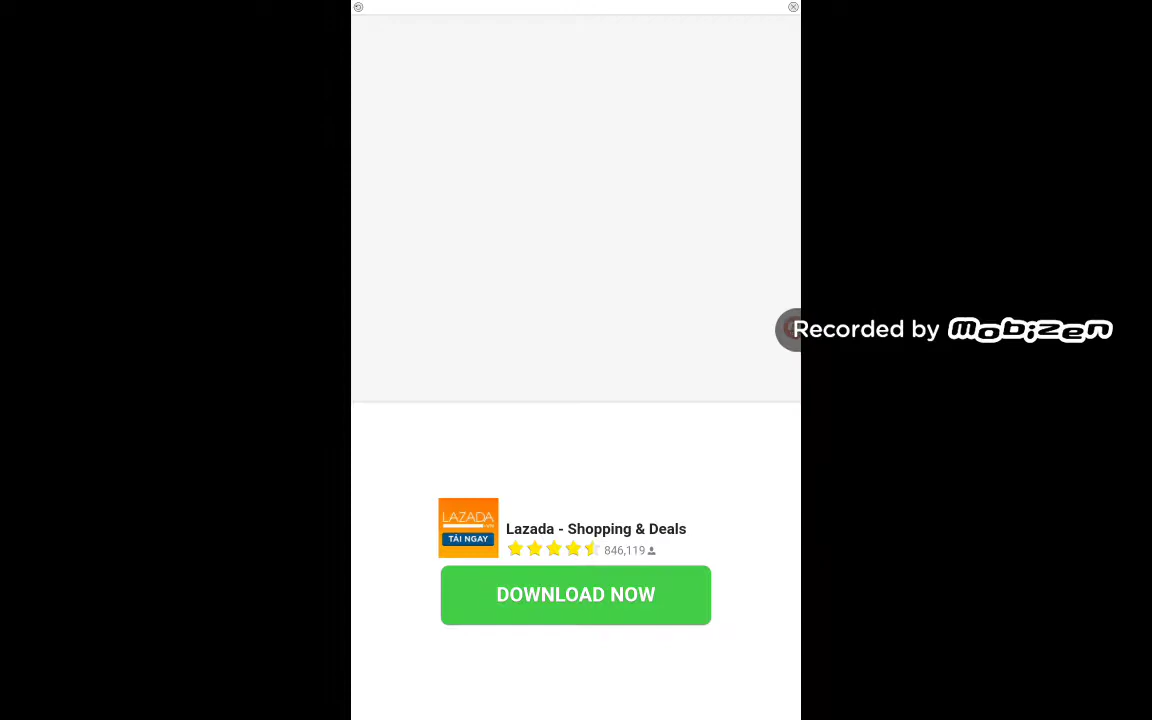 Recorded by Mobizen
LAZADA
TẢI NGAY
Lazada - Shopping & Deals
846,119
DOWNLOAD NOW